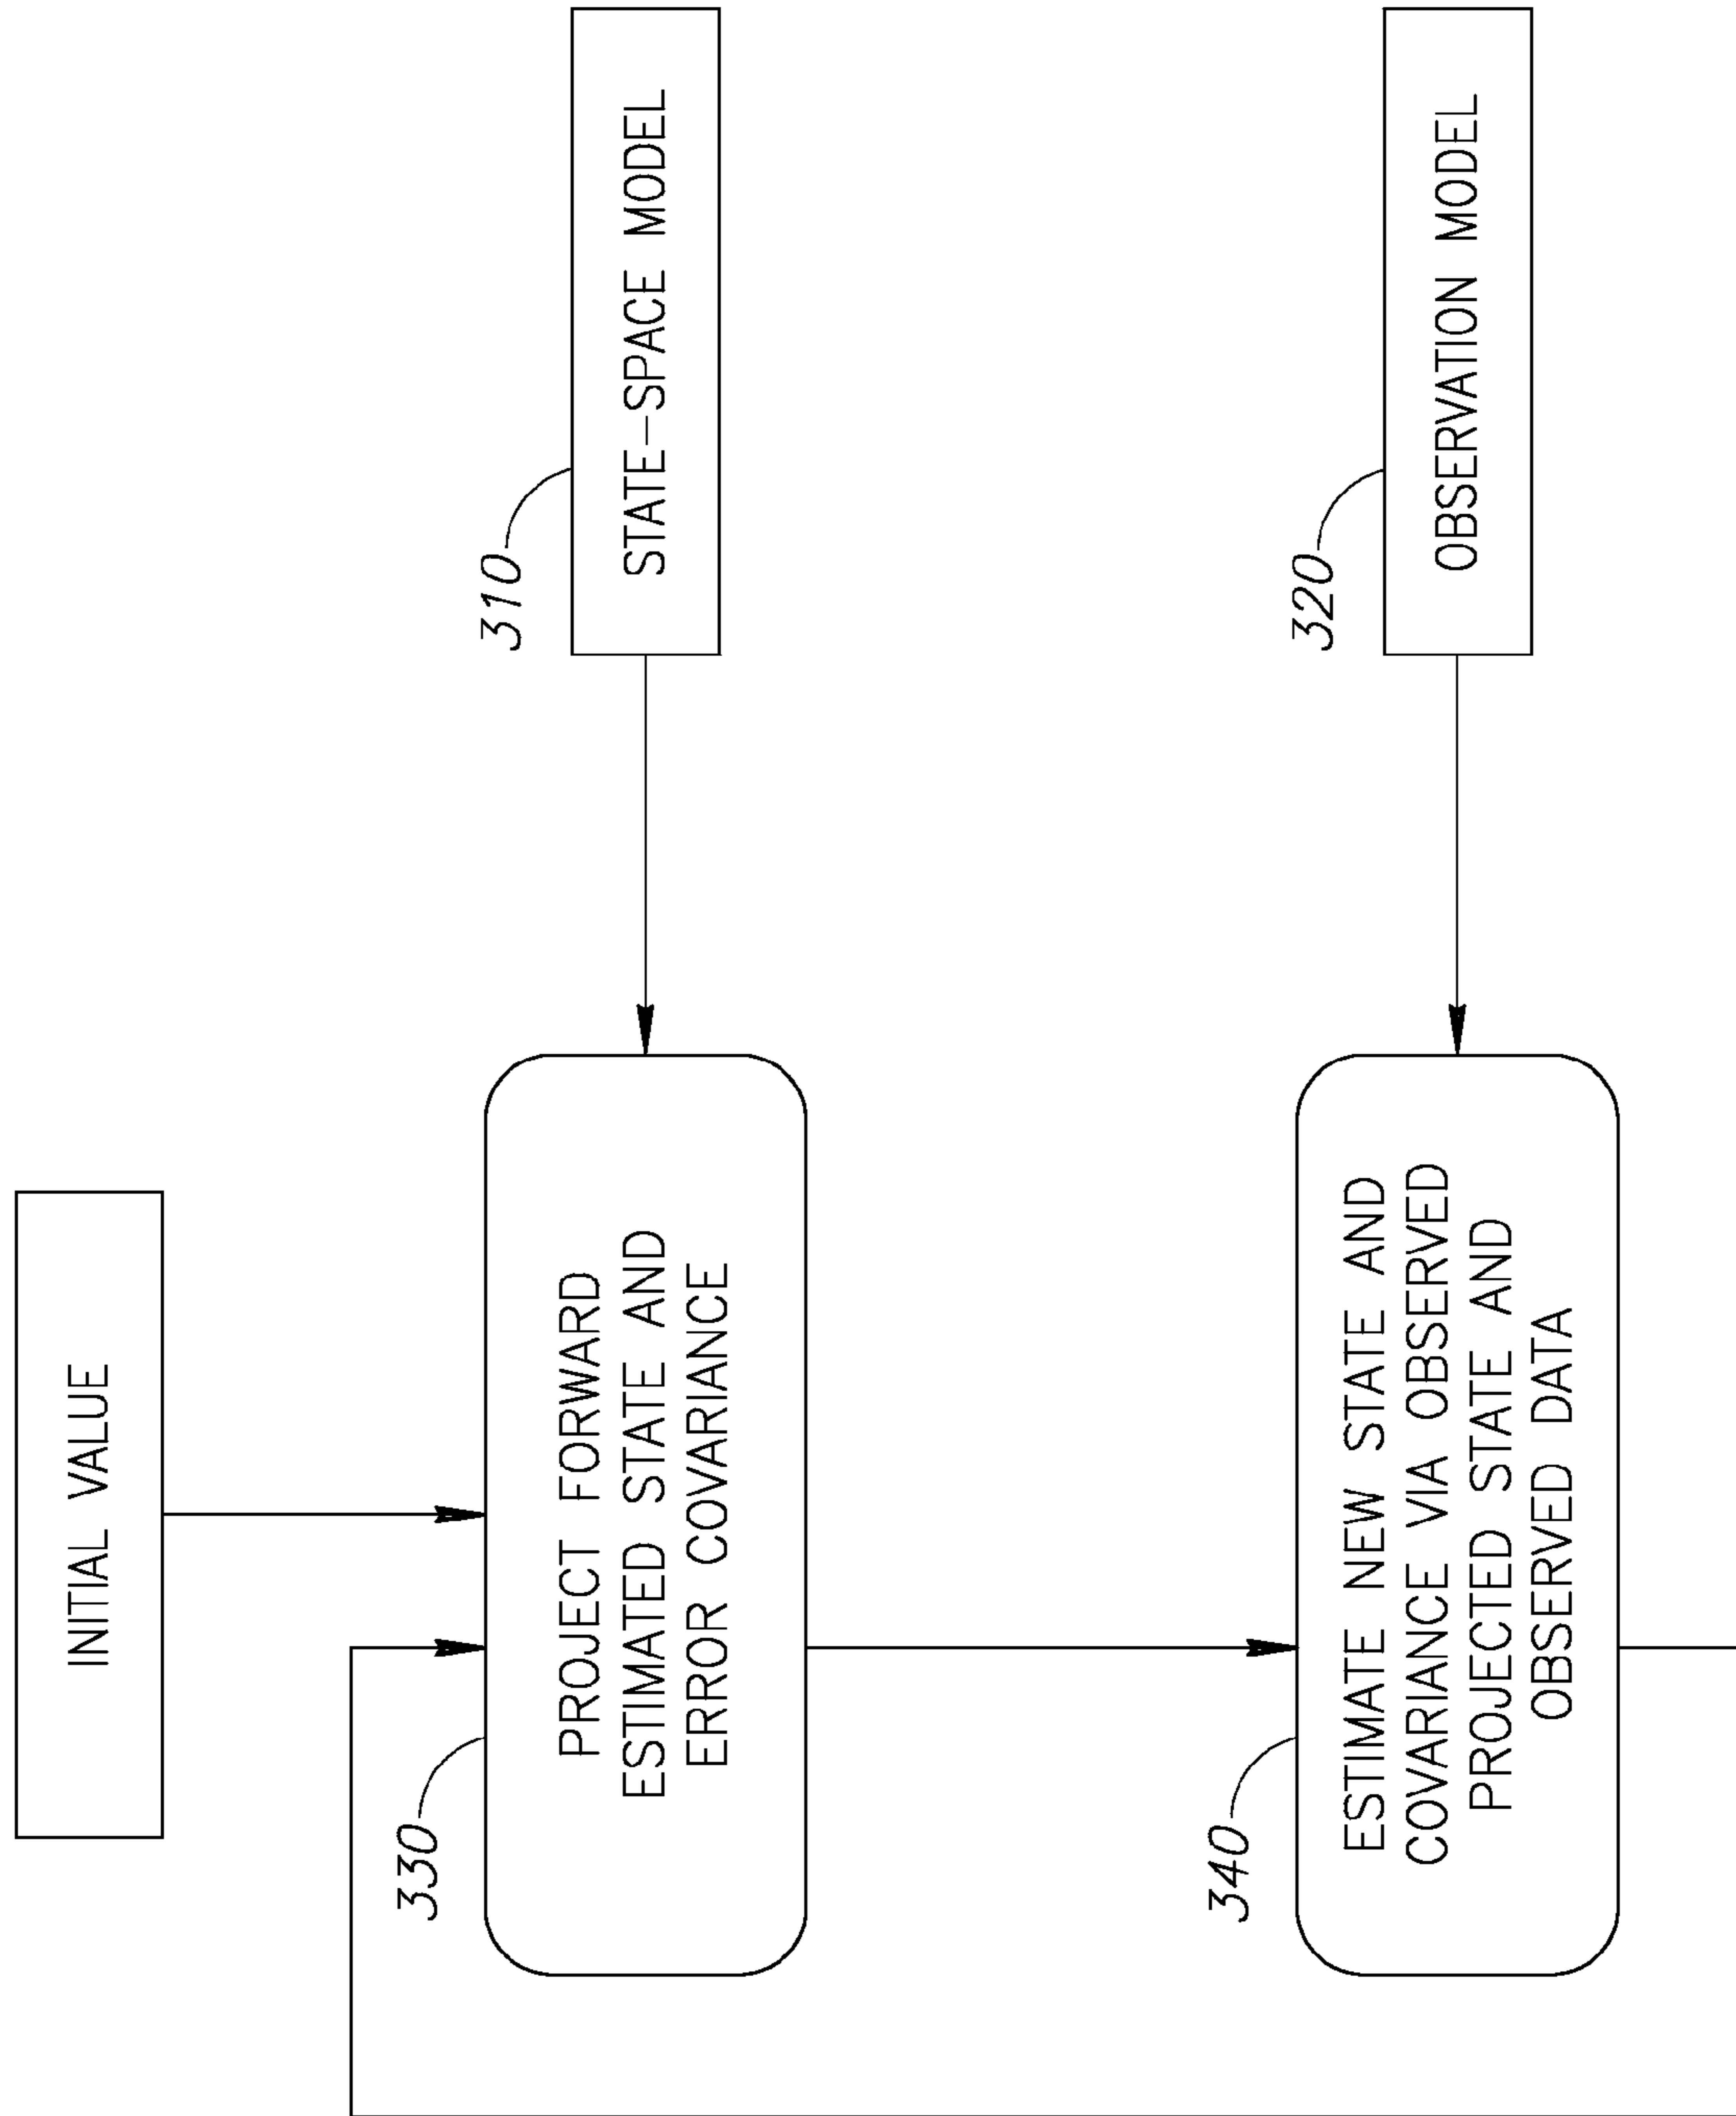 INITIAL VALUE
310
STATE-SPACE MODEL
330
PROJECT FORWARD
ESTIMATED STATE AND
ERROR COVARIANCE
320
OBSERVATION MODEL
340
ESTIMATE NEW STATE AND
COVARIANCE VIA OBSERVED
PROJECTED STATE AND
OBSERVED DATA